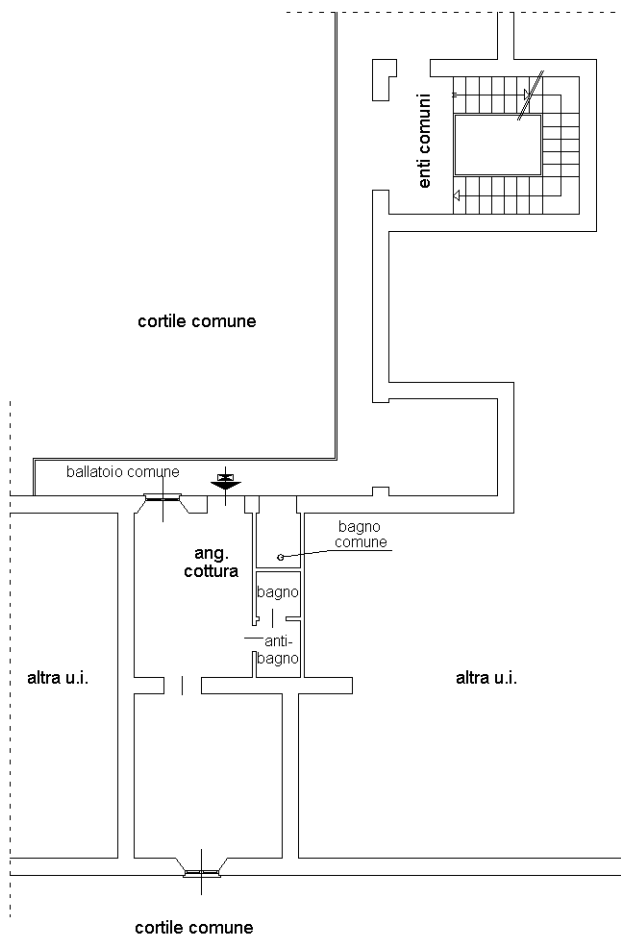 enti comuni
cortile comune
ballatoio comune
bagno
comune
ang.
cottura
bagno
anti-
bagno
altra u.i.
altra u.i.
cortile comune